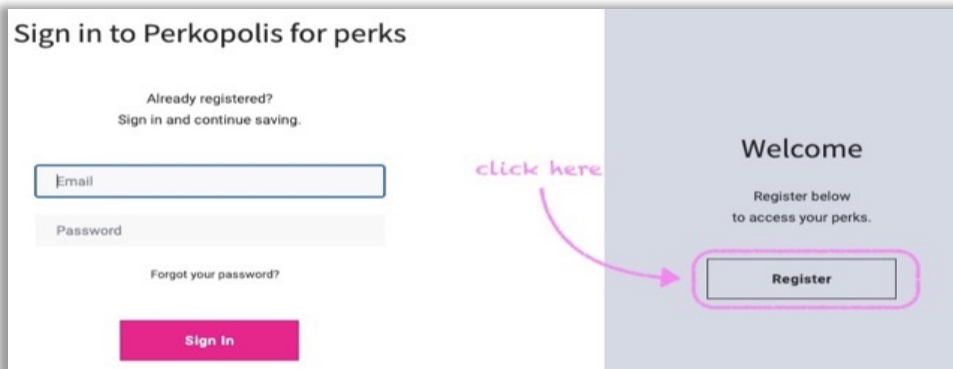 Sign in to Perkopolis for perks
Already registered?
Sign in and continue saving.
Email
Password
Forgot your password?
Sign In
click here
Welcome
Register below
to access your perks.
Register